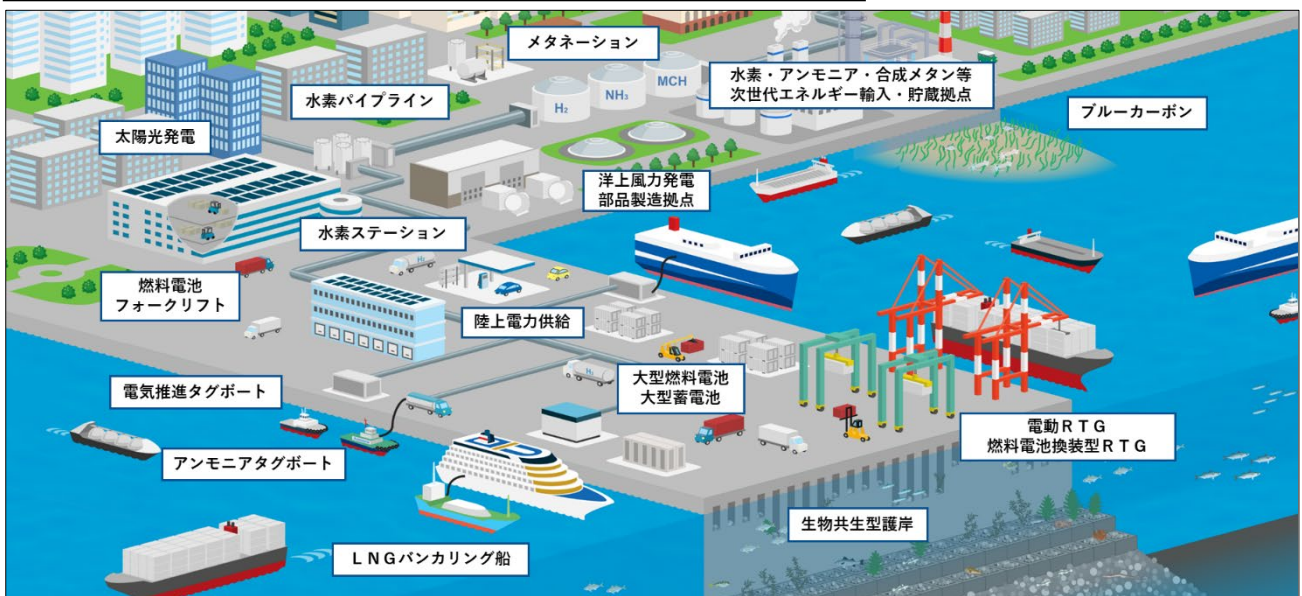 メタネーション
水素・アンモニア・合成メタン等
次世代エネルギー輸入・貯蔵拠点
ブルーカーボン
水素パイプライン
H₂
NH₃
MCH
太陽光発電
洋上風力発電
部品製造拠点
水素ステーション
H₂
燃料電池
フォークリフト
陸上電力供給
大型燃料電池
大型蓄電池
H₂
電気推進タグボート
アンモニアタグボート
電動RTG
燃料電池換装型RTG
生物共生型護岸
LNGバンカリング船